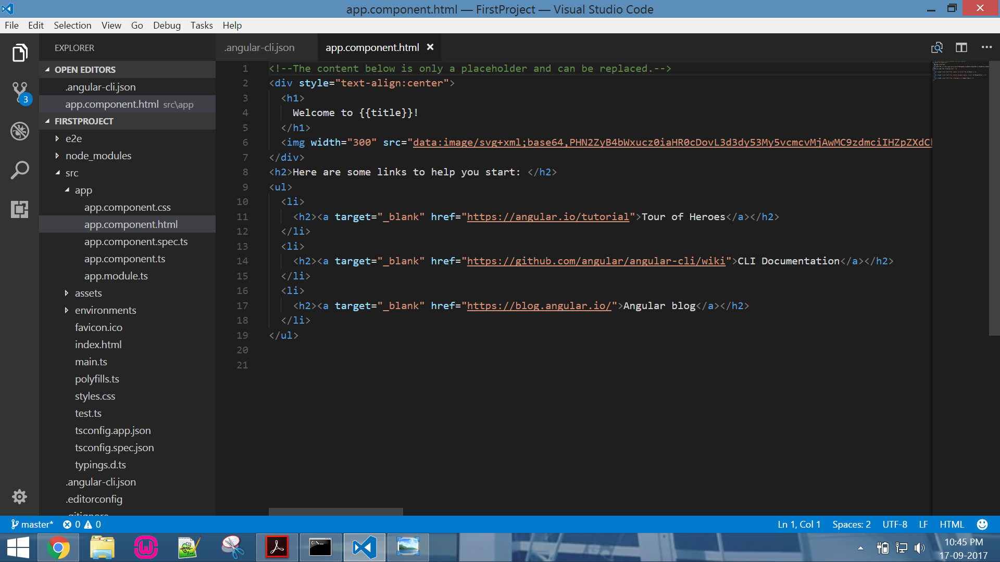 app.component.html — FirstProject — Visual Studio Code
File Edit Selection View Go Debug Tasks Help
EXPLORER
OPEN EDITORS
.angular-cli.json
app.component.html src\app
FIRSTPROJECT
e2e
node_modules
src
app
app.component.css
app.component.html
app.component.spec.ts
app.component.ts
app.module.ts
assets
environments
favicon.ico
index.html
main.ts
polyfills.ts
styles.css
test.ts
tsconfig.app.json
tsconfig.spec.json
typings.d.ts
.angular-cli.json
.editorconfig
.gitignore
3
.angular-cli.json app.component.html
1 <!--The content below is only a placeholder and can be replaced.-->
2 <div style="text-align:center">
3 <h1>
4 Welcome to {{title}}!
5 </h1>
6 <img width="300" src="data:image/svg+xml;base64,PHN2ZyB4bWxucz0iaHR0cDovL3d3dy53My5vcmcvMjAwMC9zdmciIHZpZXdC
7 </div>
8 <h2>Here are some links to help you start: </h2>
9 <ul>
10 <li>
11 <h2><a target="_blank" href="https://angular.io/tutorial">Tour of Heroes</a></h2>
12 </li>
13 <li>
14 <h2><a target="_blank" href="https://github.com/angular/angular-cli/wiki">CLI Documentation</a></h2>
15 </li>
16 <li>
17 <h2><a target="_blank" href="https://blog.angular.io/">Angular blog</a></h2>
18 </li>
19 </ul>
20
21
master* 0 0 Ln 1, Col 1 Spaces: 2 UTF-8 LF HTML
10:45 PM
17-09-2017